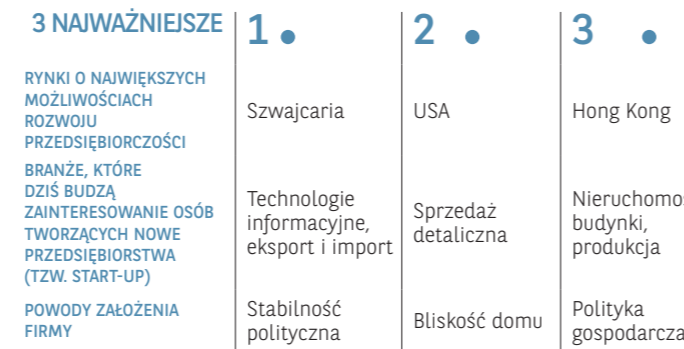 3 NAJWAŻNIEJSZE
1
2
3
RYNKI O NAJWIĘKSZYCH
MOŻLIWOŚCIACH
ROZWOJU
PRZEDSIĘBIORCZOŚCI
Szwajcaria
USA
Hong Kong
BRANŻE, KTÓRE
DZIŚ BUDZĄ
ZAINTERESOWANIE OSÓB
TWORZĄCYCH NOWE
PRZEDSIĘBIORSTWA
(TZW. START-UP)
Technologie
informacyjne,
eksport i import
Sprzedaż
detaliczna
budynki,
produkcja
POWODY ZAŁOŻENIA
FIRMY
Stabilność
polityczna
Bliskość domu
Polityka
gospodarcza